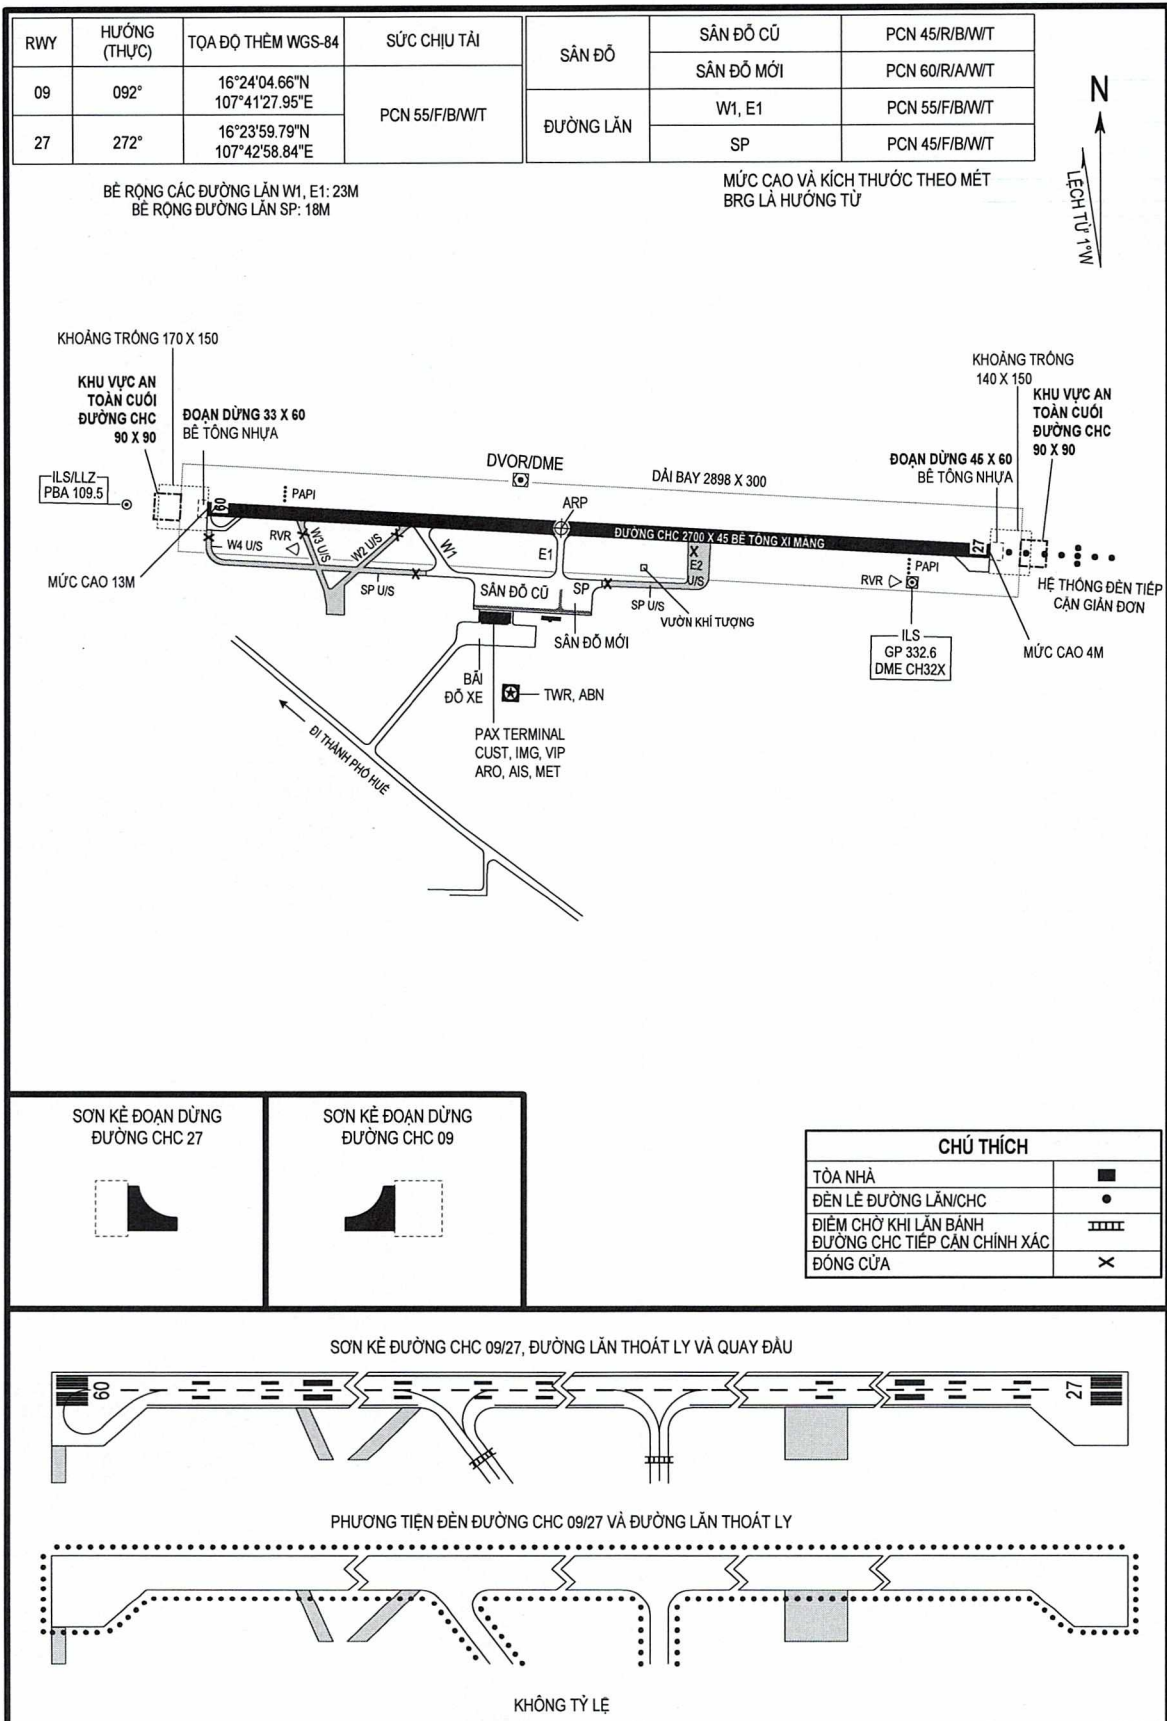 RWY
HƯỚNG
(THỰC)
TỌA ĐỘ THỀM WGS-84
SỨC CHỊU TẢI
09
092°
16°24'04.66"N
107°41'27.95"E
PCN 55/F/B/W/T
27
272°
16°23'59.79"N
107°42'58.84"E
SÂN ĐỖ
SÂN ĐỖ CŨ
PCN 45/R/B/W/T
SÂN ĐỖ MỚI
PCN 60/R/A/W/T
ĐƯỜNG LĂN
W1, E1
PCN 55/F/B/W/T
SP
PCN 45/F/B/W/T
N
LỆCH TỪ 1°W
BỀ RỘNG CÁC ĐƯỜNG LĂN W1, E1: 23M
BỀ RỘNG ĐƯỜNG LĂN SP: 18M
MỨC CAO VÀ KÍCH THƯỚC THEO MÉT
BRG LÀ HƯỚNG TỪ
KHOẢNG TRỐNG 170 X 150
KHU VỰC AN
TOÀN CUỐI
ĐƯỜNG CHC
90 X 90
ĐOẠN DỪNG 33 X 60
BÊ TÔNG NHỰA
ILS/LLZ
PBA 109.5
MỨC CAO 13M
09
PAPI
RVR
W4 U/S
W3 U/S
W2 U/S
SP U/S
W1
DVOR/DME
ARP
DẢI BAY 2898 X 300
ĐƯỜNG CHC 2700 X 45 BÊ TÔNG XI MĂNG
E1
E2
U/S
SÂN ĐỖ CŨ
SP
SP U/S
VƯỜN KHÍ TƯỢNG
SÂN ĐỖ MỚI
KHOẢNG TRỐNG
140 X 150
KHU VỰC AN
TOÀN CUỐI
ĐƯỜNG CHC
90 X 90
ĐOẠN DỪNG 45 X 60
BÊ TÔNG NHỰA
27
PAPI
RVR
ILS
GP 332.6
DME CH32X
HỆ THỐNG ĐÈN TIẾP
CẬN GIẢN ĐƠN
MỨC CAO 4M
BÃI
ĐỖ XE
TWR, ABN
PAX TERMINAL
CUST, IMG, VIP
ARO, AIS, MET
ĐI THÀNH PHỐ HUẾ
SƠN KẺ ĐOẠN DỪNG
ĐƯỜNG CHC 27
SƠN KẺ ĐOẠN DỪNG
ĐƯỜNG CHC 09
CHÚ THÍCH
TÒA NHÀ
ĐÈN LỀ ĐƯỜNG LĂN/CHC
ĐIỂM CHỜ KHI LĂN BÁNH
ĐƯỜNG CHC TIẾP CẬN CHÍNH XÁC
ĐÓNG CỬA
SƠN KẺ ĐƯỜNG CHC 09/27, ĐƯỜNG LĂN THOÁT LY VÀ QUAY ĐẦU
09
27
PHƯƠNG TIỆN ĐÈN ĐƯỜNG CHC 09/27 VÀ ĐƯỜNG LĂN THOÁT LY
KHÔNG TỶ LỆ